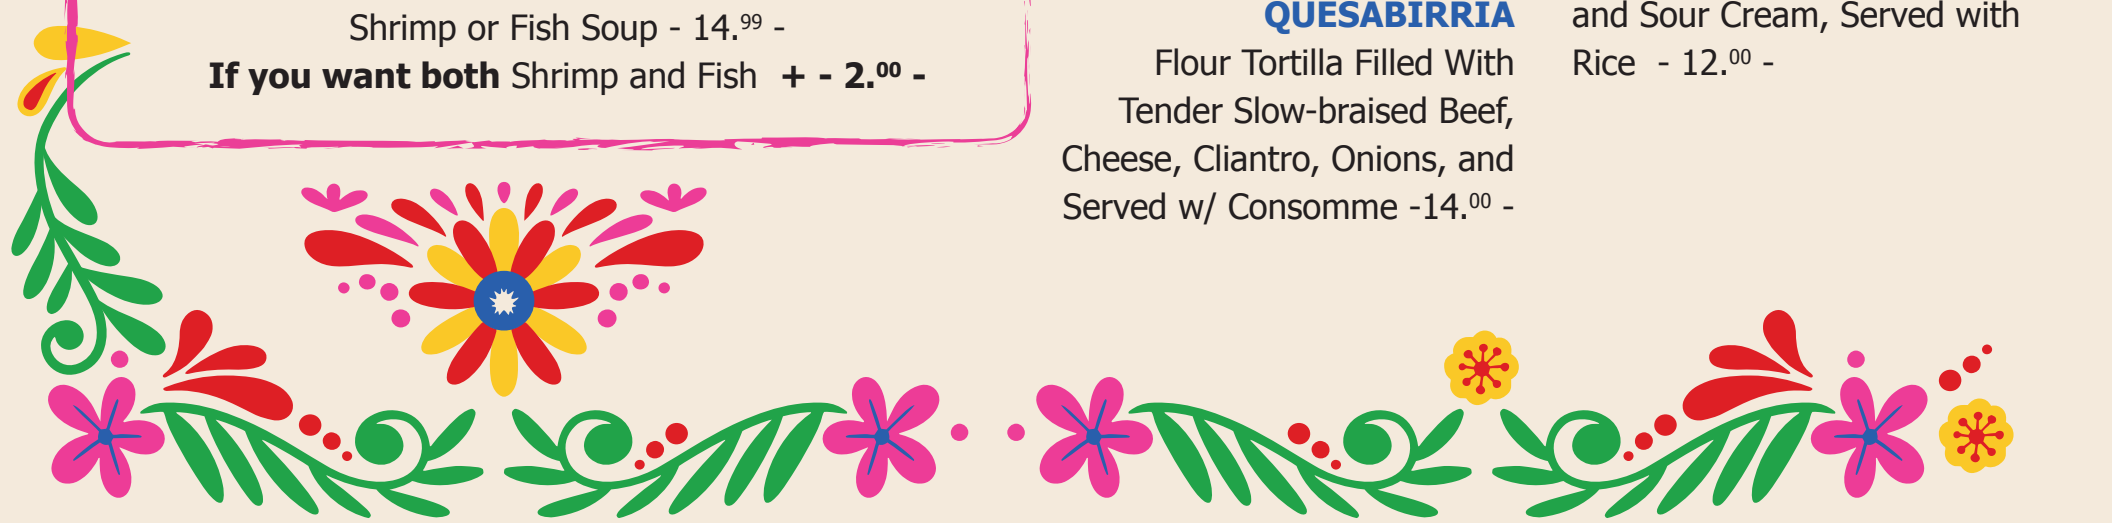 Shrimp or Fish Soup - 14.99 -
If you want both Shrimp and Fish + - 2.00 -
QUESABIRRIA
Flour Tortilla Filled With
Tender Slow-braised Beef,
Cheese, Cliantro, Onions, and
Served w/ Consomme -14.00 -
and Sour Cream, Served with
Rice - 12.00 -